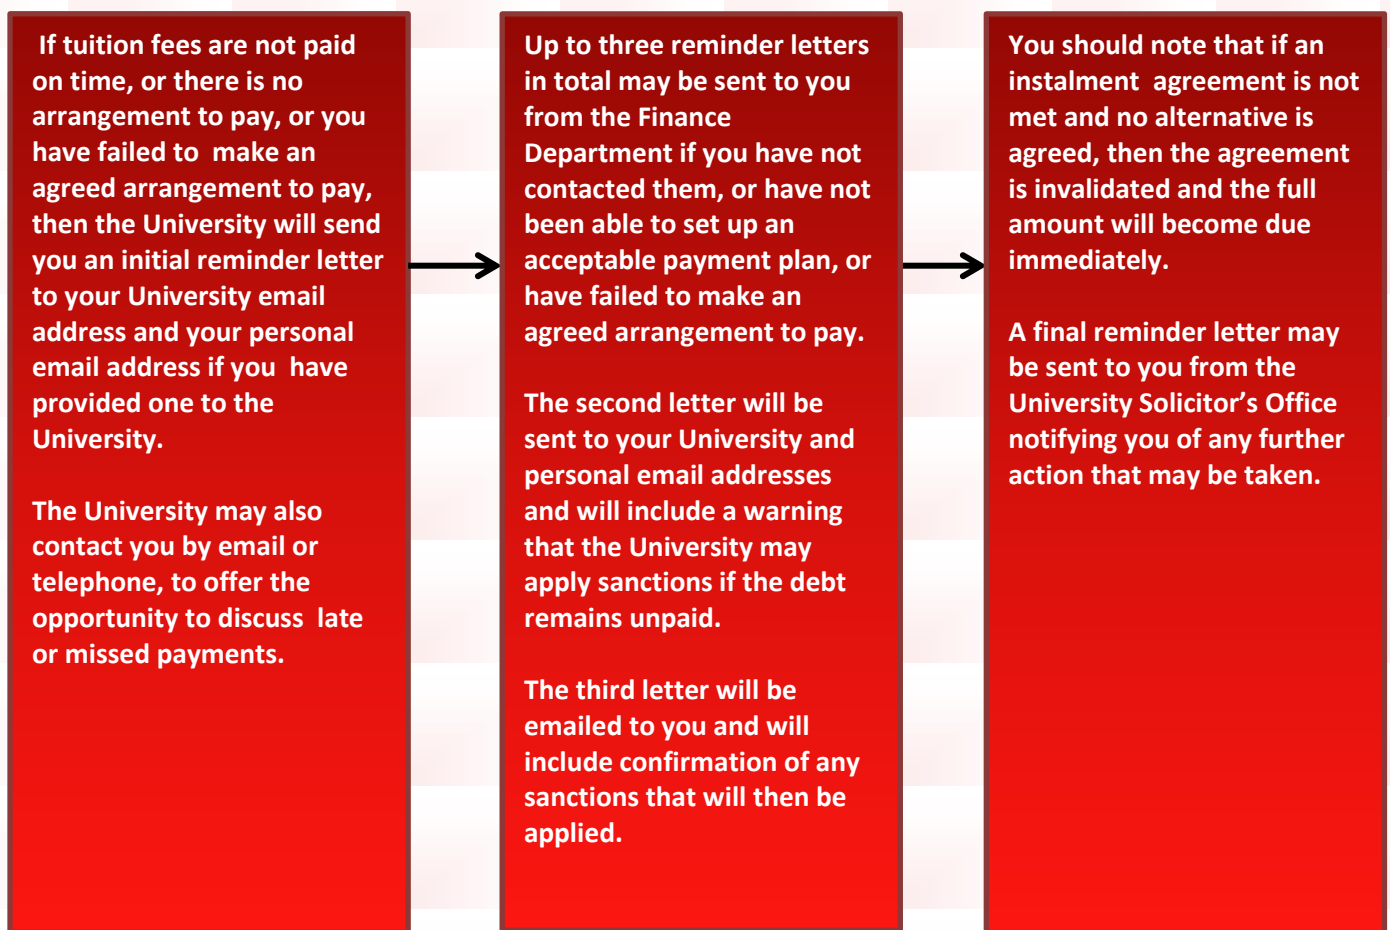 If tuition fees are not paid
on time, or there is no
arrangement to pay, or you
have failed to  make an
agreed arrangement to pay,
then the University will send
you an initial reminder letter
to your University email
address and your personal
email address if you  have
provided one to the
University.
The University may also
contact you by email or
telephone, to offer the
opportunity to discuss  late
or missed payments.
Up to three reminder letters
in total may be sent to you
from the Finance
Department if you have not
contacted them, or have not
been able to set up an
acceptable payment plan, or
have failed to make an
agreed arrangement to pay.
The second letter will be
sent to your University and
personal email addresses
and will include a warning
that the University may
apply sanctions if the debt
remains unpaid.
The third letter will be
emailed to you and will
include confirmation of any
sanctions that will then be
applied.
You should note that if an
instalment  agreement is not
met and no alternative is
agreed, then the agreement
is invalidated and the full
amount will become due
immediately.
A final reminder letter may
be sent to you from the
University Solicitor’s Office
notifying you of any further
action that may be taken.